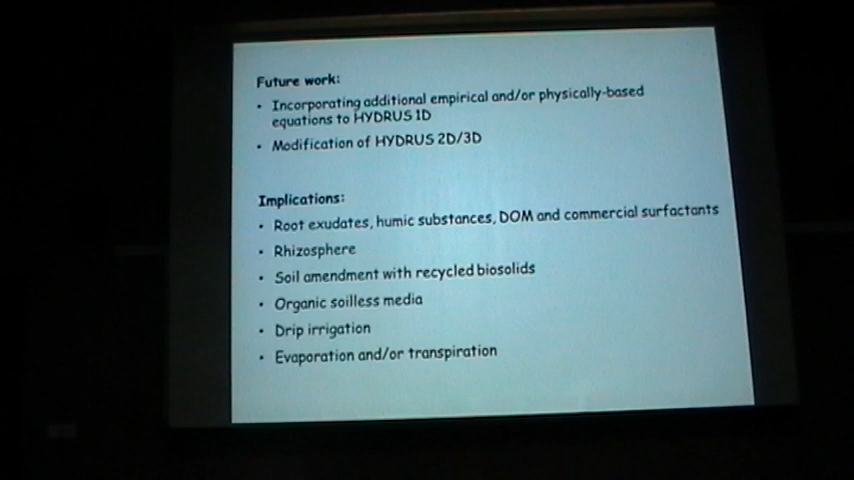 Future work:
• Incorporating additional empirical and/or physically-based
equations to HYDRUS 1D
• Modification of HYDRUS 2D/3D
Implications:
• Root exudates, humic substances, DOM and commercial surfactants
• Rhizosphere
• Soil amendment with recycled biosolids
• Organic soilless media
• Drip irrigation
• Evaporation and/or transpiration